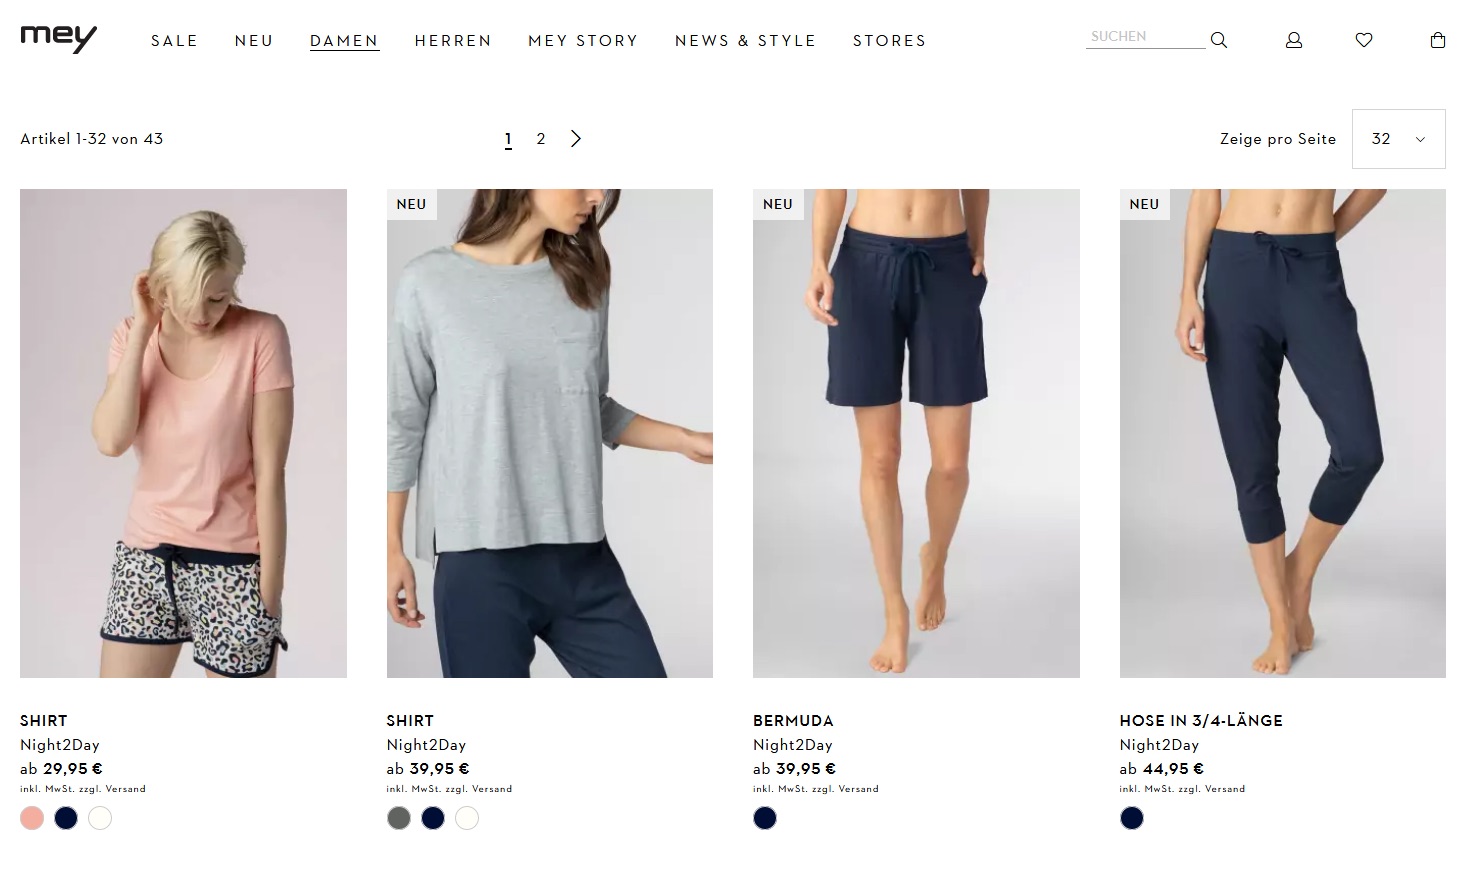 mey
SALE
NEU
DAMEN
HERREN
MEY STORY
NEWS & STYLE
STORES
SUCHEN
Artikel 1-32 von 43
1 2
Zeige pro Seite
32
NEU
NEU
NEU
SHIRT
Night2Day
ab 29,95 €
inkl. MwSt. zzgl. Versand
SHIRT
Night2Day
ab 39,95 €
inkl. MwSt. zzgl. Versand
BERMUDA
Night2Day
ab 39,95 €
inkl. MwSt. zzgl. Versand
HOSE IN 3/4-LÄNGE
Night2Day
ab 44,95 €
inkl. MwSt. zzgl. Versand